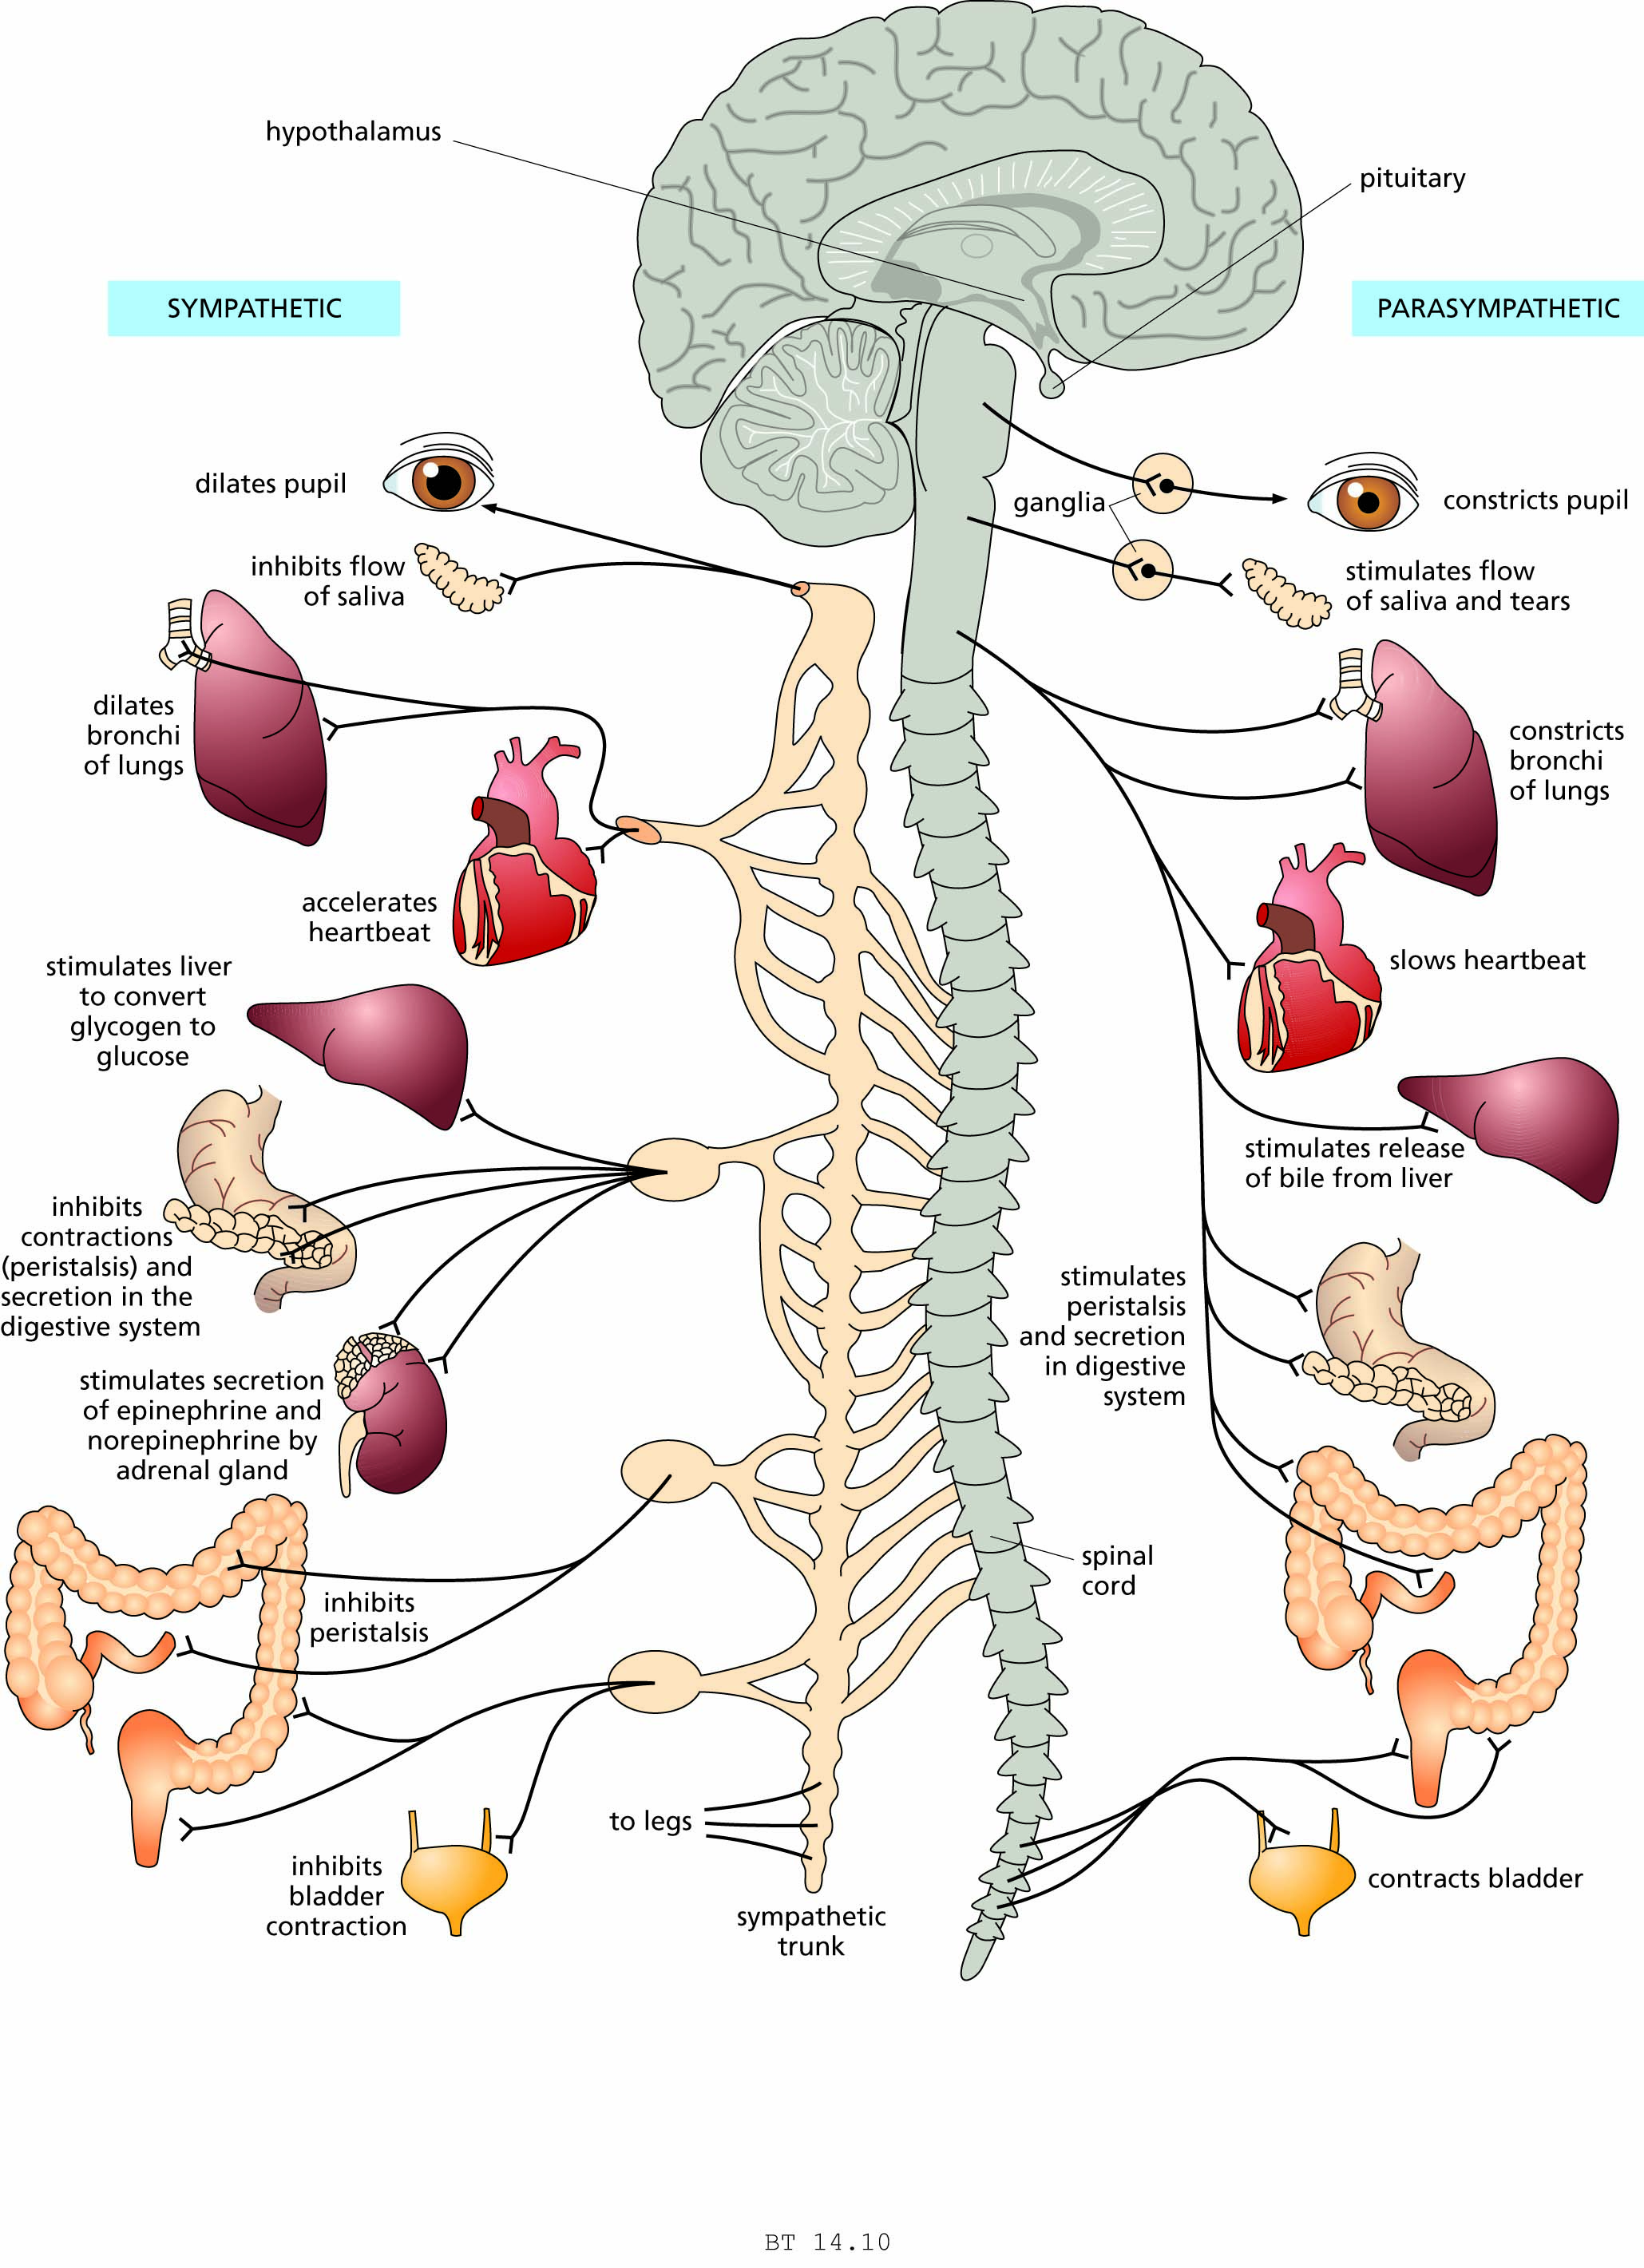 hypothalamus
pituitary
SYMPATHETIC
PARASYMPATHETIC
dilates pupil
ganglia
constricts pupil
inhibits flow
of saliva
stimulates flow
of saliva and tears
dilates
bronchi
of lungs
constricts
bronchi
of lungs
accelerates
heartbeat
slows heartbeat
stimulates liver
to convert
glycogen to
glucose
stimulates release
of bile from liver
inhibits
contractions
(peristalsis) and
secretion in the
digestive system
stimulates
peristalsis
and secretion
in digestive
system
stimulates secretion
of epinephrine and
norepinephrine by
adrenal gland
spinal
cord
inhibits
peristalsis
to legs
inhibits
bladder
contraction
contracts bladder
sympathetic
trunk
BT 14.10